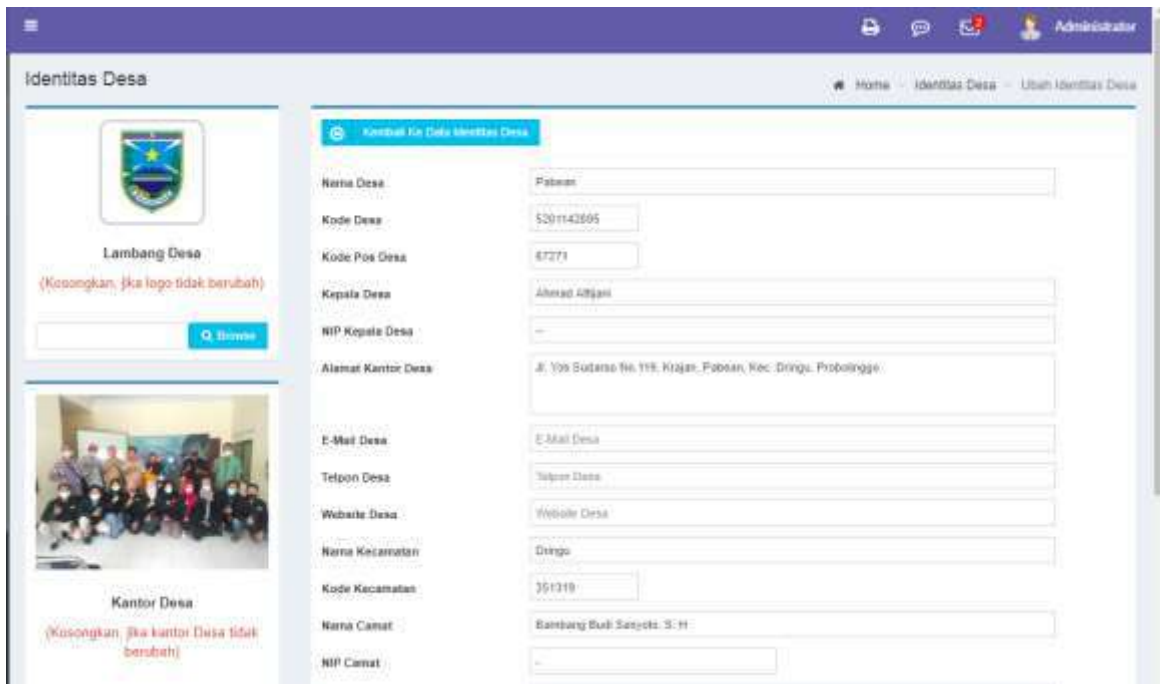 2
Administrator
Identitas Desa
Home - Identitas Desa - Ubah Identitas Desa
Lambang Desa
(Kosongkan, jika logo tidak berubah)
Browse
Kantor Desa
(Kosongkan, jika kantor Desa tidak
berubah)
Kembali Ke Data Identitas Desa
Nama Desa
Pabean
Kode Desa
Kode Pos Desa
67271
Kepala Desa
Ahmad
NIP Kepala Desa
Alamat Kantor Desa
Jl. Yos Sudarso No. 119, Krajan, Pabean, Kec. Dringu, Probolinggo
E-Mail Desa
E-Mail Desa
Telpon Desa
Telpon Desa
Website Desa
Website Desa
Nama Kecamatan
Dringu
Kode Kecamatan
351319
Nama Camat
Bambang Budi S. H
NIP Camat
-